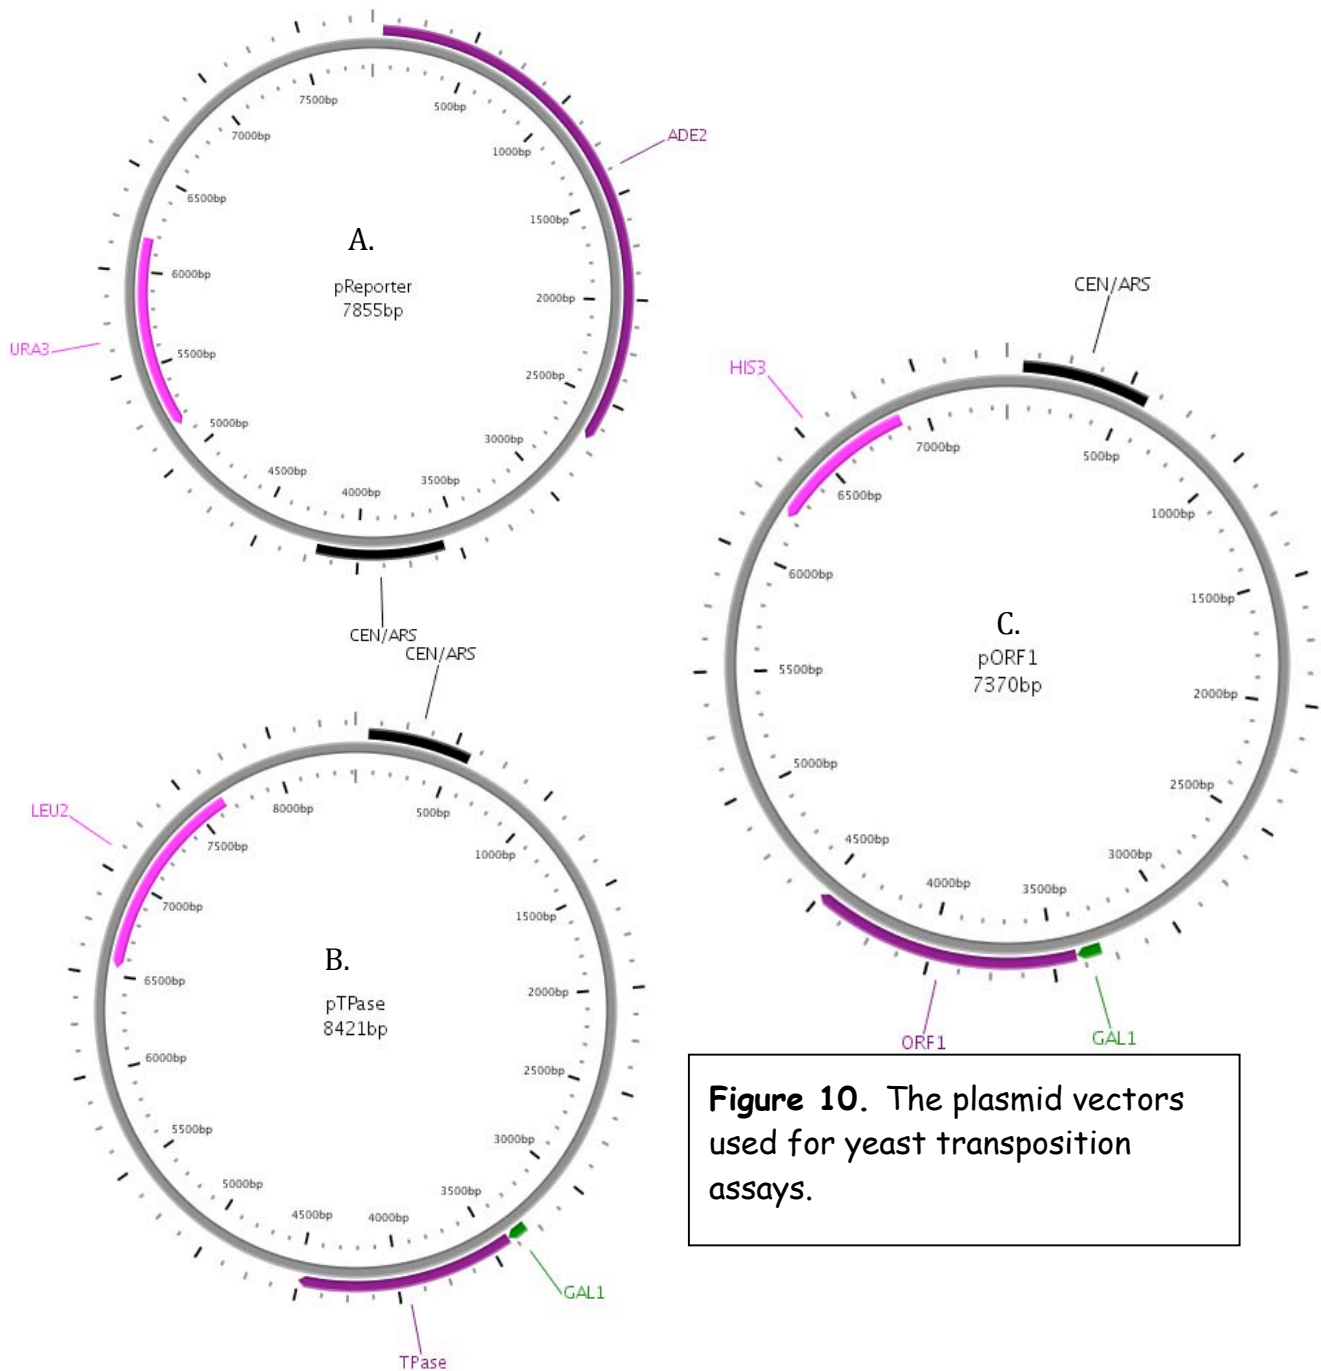 7500bp
500bp
7000bp
1000bp
ADE2
6500bp
1500bp
A.
6000bp
pReporter
7855bp
2000bp
URA3
5500bp
2500bp
5000bp
3000bp
4500bp
4000bp
3500bp
CEN/ARS
CEN/ARS
LEU2
8000bp
500bp
7500bp
1000bp
7000bp
1500bp
B.
6500bp
pTPase
8421bp
2000bp
6000bp
2500bp
5500bp
3000bp
5000bp
4500bp
4000bp
3500bp
GAL1
TPase
CEN/ARS
HIS3
7000bp
500bp
6500bp
1000bp
6000bp
1500bp
C.
pORF1
7370bp
5500bp
2000bp
5000bp
2500bp
4500bp
3000bp
4000bp
3500bp
ORF1
GAL1
Figure 10. The plasmid vectors
used for yeast transposition
assays.